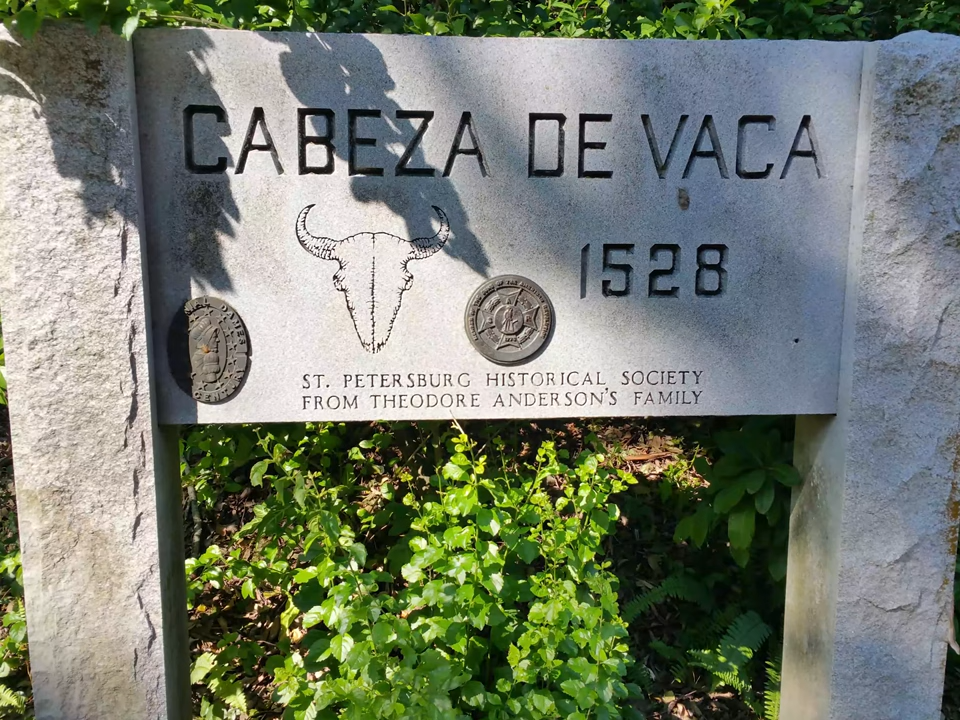 CABEZA DE VACA
1528
ST. PETERSBURG HISTORICAL SOCIETY
FROM THEODORE ANDERSON'S FAMILY